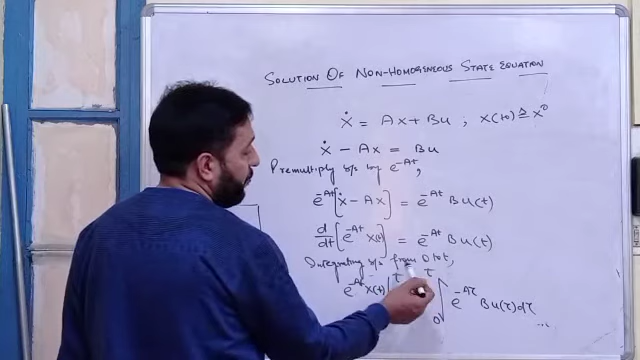 SOLUTION OF NON-HOMOGENEOUS STATE EQUATION
ẋ = Ax + Bu ; x(t0) ≜ x⁰
ẋ - Ax = Bu
Premultiply b/s by e^{-At},
e^{-At}[ẋ - Ax] = e^{-At} Bu(t)
d/dt[e^{-At} x(t)] = e^{-At} Bu(t)
Integrating b/s from 0 to t,
e^{-At} x(t)| ∫₀ e^{-Aτ} Bu(τ)dτ
...